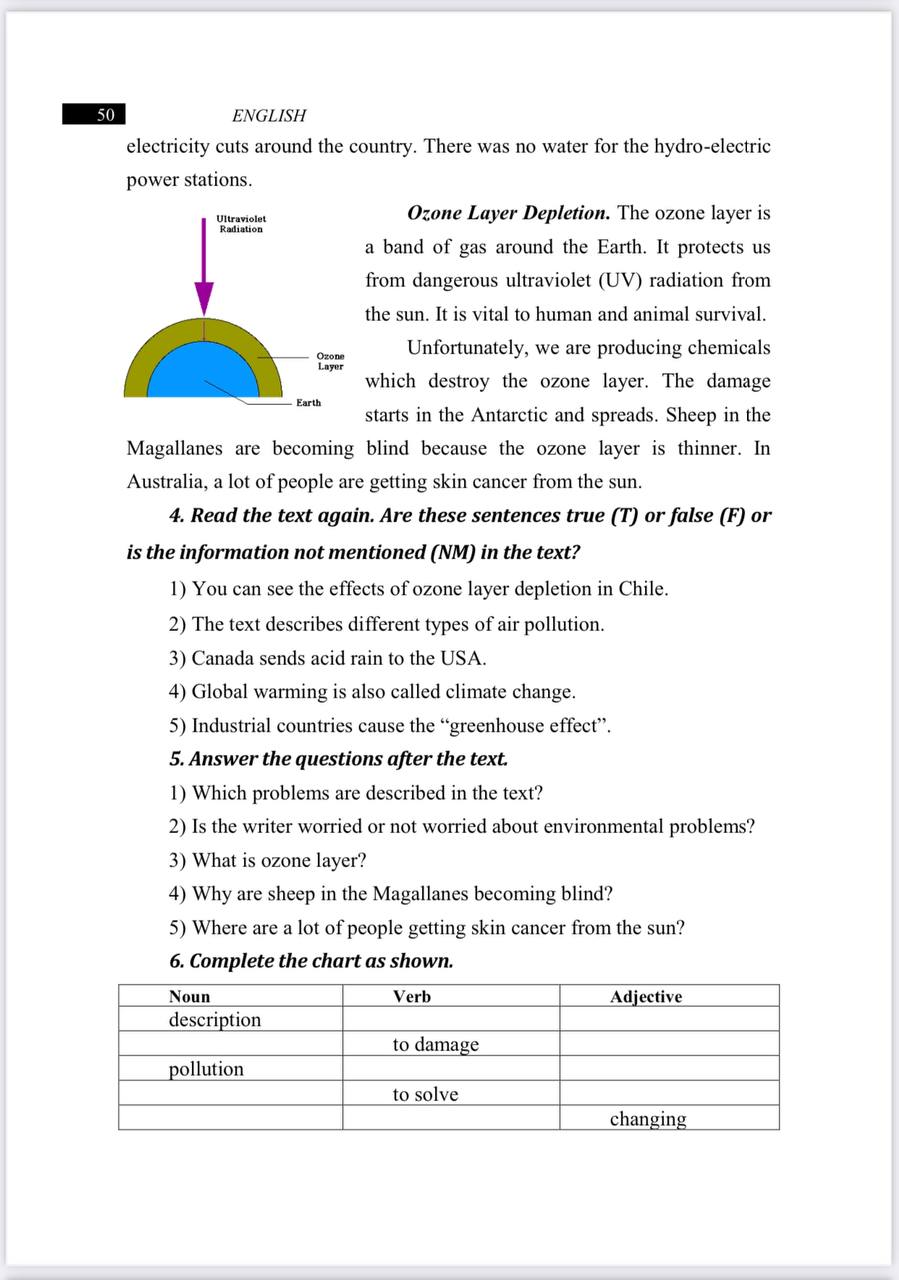 50 ENGLISH
electricity cuts around the country. There was no water for the hydro-electric
power stations.
Ultraviolet
Radiation
Ozone
Layer
Earth
Ozone Layer Depletion. The ozone layer is
a band of gas around the Earth. It protects us
from dangerous ultraviolet (UV) radiation from
the sun. It is vital to human and animal survival.
Unfortunately, we are producing chemicals
which destroy the ozone layer. The damage
starts in the Antarctic and spreads. Sheep in the
Magallanes are becoming blind because the ozone layer is thinner. In
Australia, a lot of people are getting skin cancer from the sun.
4. Read the text again. Are these sentences true (T) or false (F) or
is the information not mentioned (NM) in the text?
1) You can see the effects of ozone layer depletion in Chile.
2) The text describes different types of air pollution.
3) Canada sends acid rain to the USA.
4) Global warming is also called climate change.
5) Industrial countries cause the “greenhouse effect”.
5. Answer the questions after the text.
1) Which problems are described in the text?
2) Is the writer worried or not worried about environmental problems?
3) What is ozone layer?
4) Why are sheep in the Magallanes becoming blind?
5) Where are a lot of people getting skin cancer from the sun?
6. Complete the chart as shown.
Noun Verb Adjective
description
to damage
pollution
to solve
changing